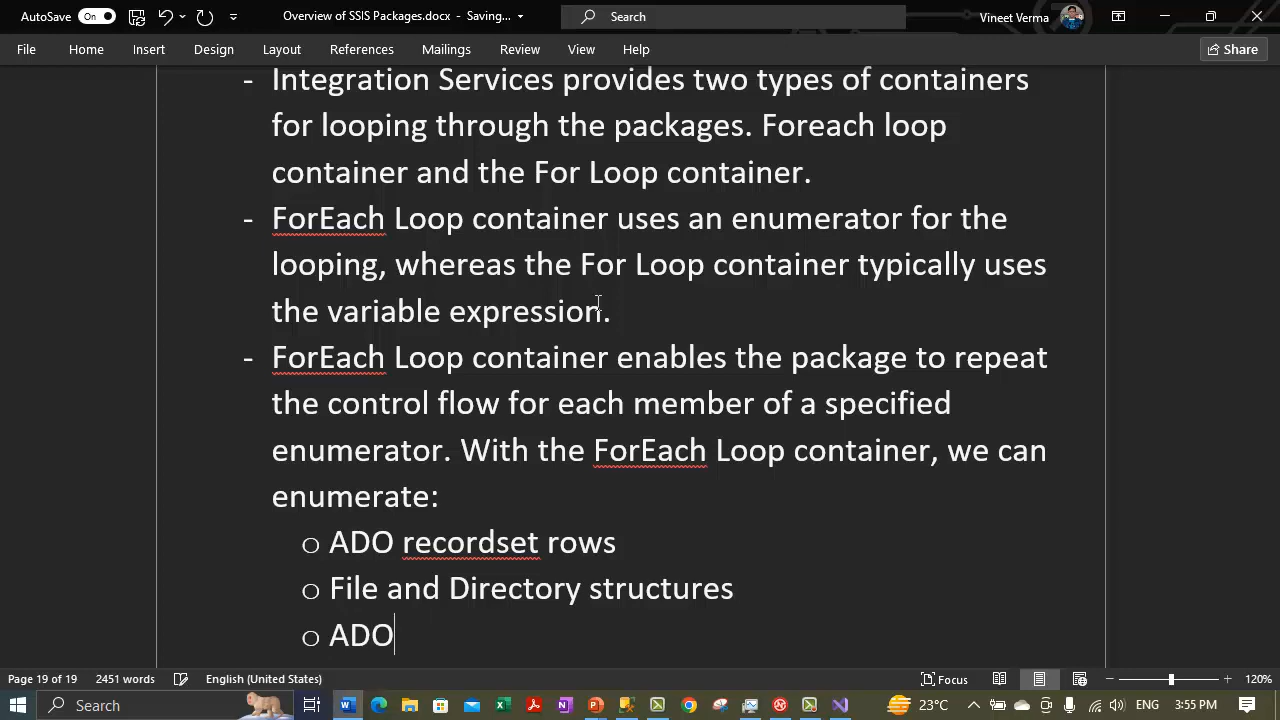 AutoSave On Overview of SSIS Packages.docx - Saving... Search Vineet Verma
File Home Insert Design Layout References Mailings Review View Help Share
- Integration Services provides two types of containers
for looping through the packages. Foreach loop
container and the For Loop container.
- ForEach Loop container uses an enumerator for the
looping, whereas the For Loop container typically uses
the variable expression.
- ForEach Loop container enables the package to repeat
the control flow for each member of a specified
enumerator. With the ForEach Loop container, we can
enumerate:
o ADO recordset rows
o File and Directory structures
o ADO
Page 19 of 19 2451 words English (United States) Focus 120%
Search 23°C ENG 3:55 PM